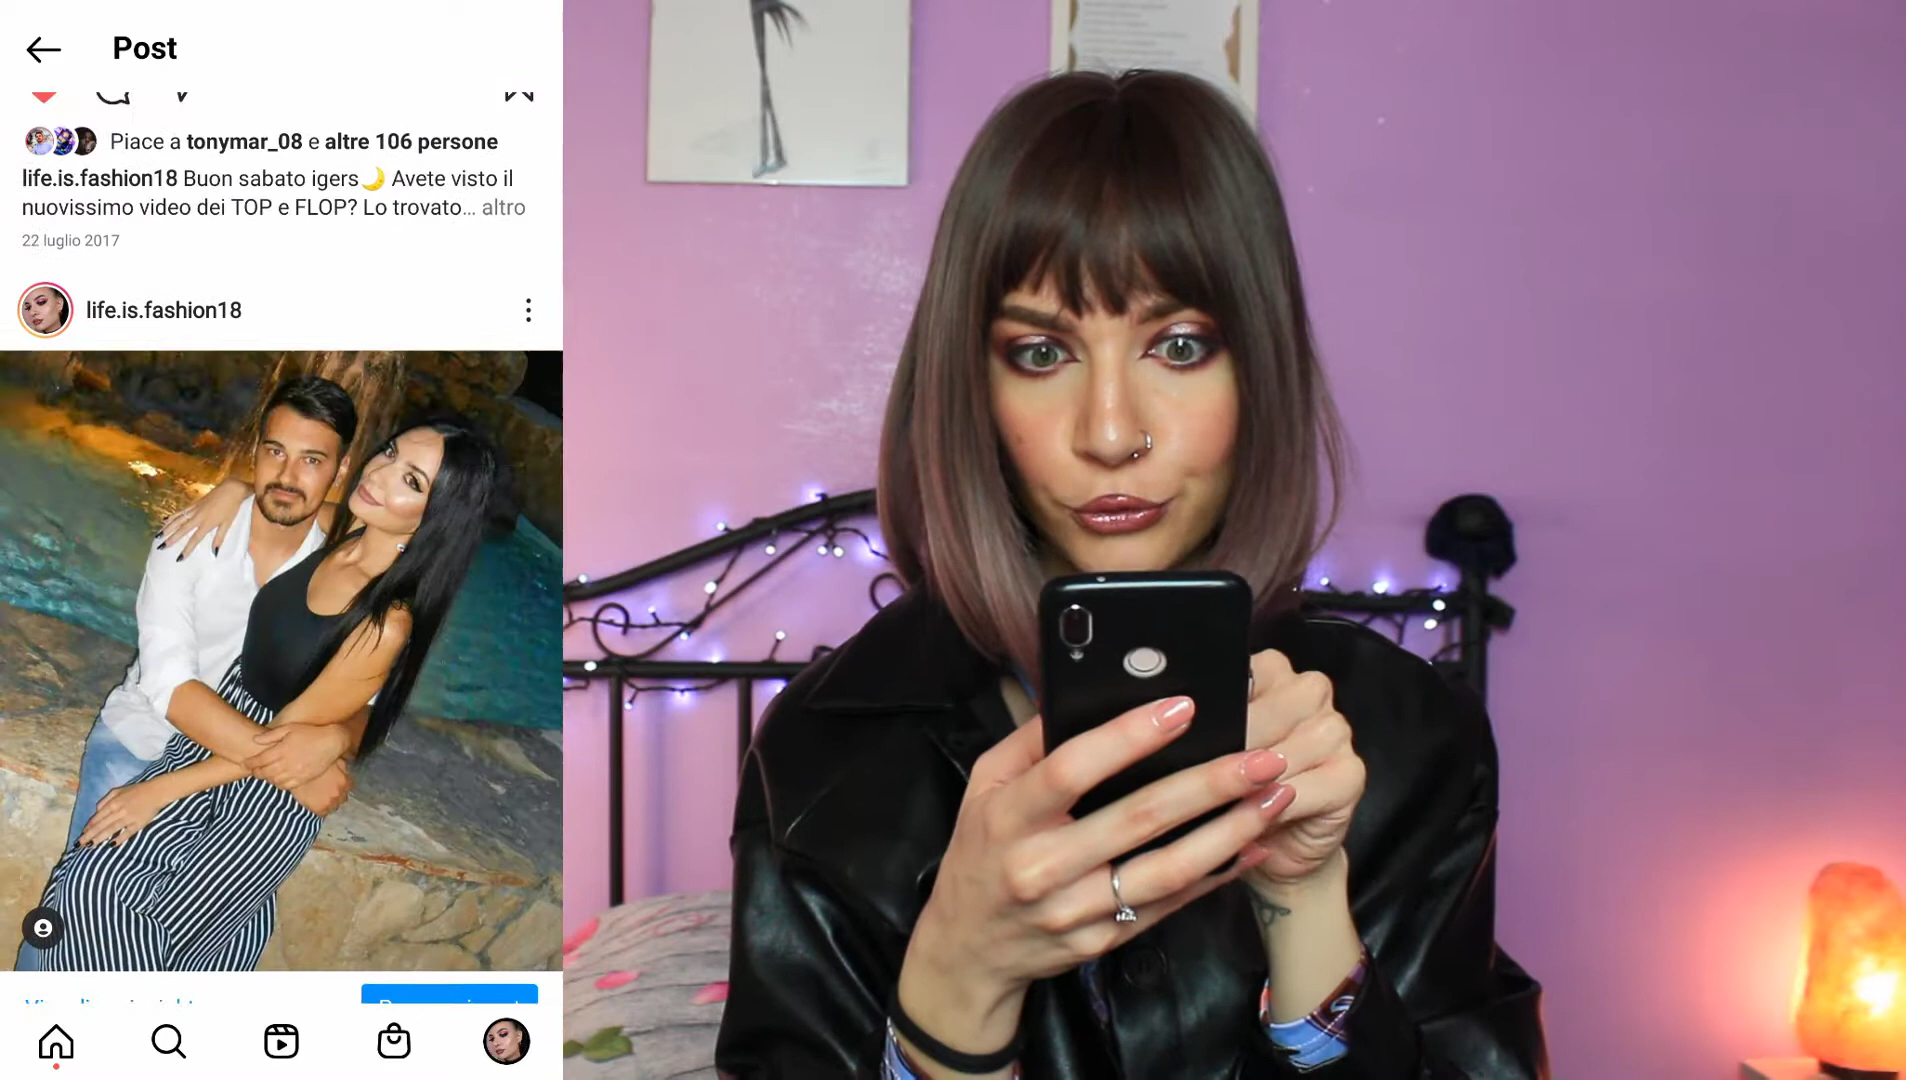 Post
Piace a tonymar_08 e altre 106 persone
life.is.fashion18 Buon sabato igers🌙 Avete visto il
nuovissimo video dei TOP e FLOP? Lo trovato... altro
22 luglio 2017
life.is.fashion18